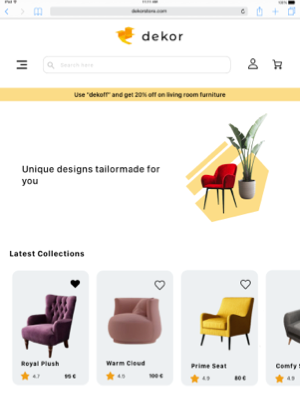 iPad
11:11 AM
100%
dekorstore.com
dekor
Search here
Use "dekoff" and get 20% off on living room furniture
Unique designs tailormade for
you
Latest Collections
Royal Plush
4.7 95 €
Warm Cloud
4.5 100 €
Prime Seat
4.9 80 €
Comfy
4.9